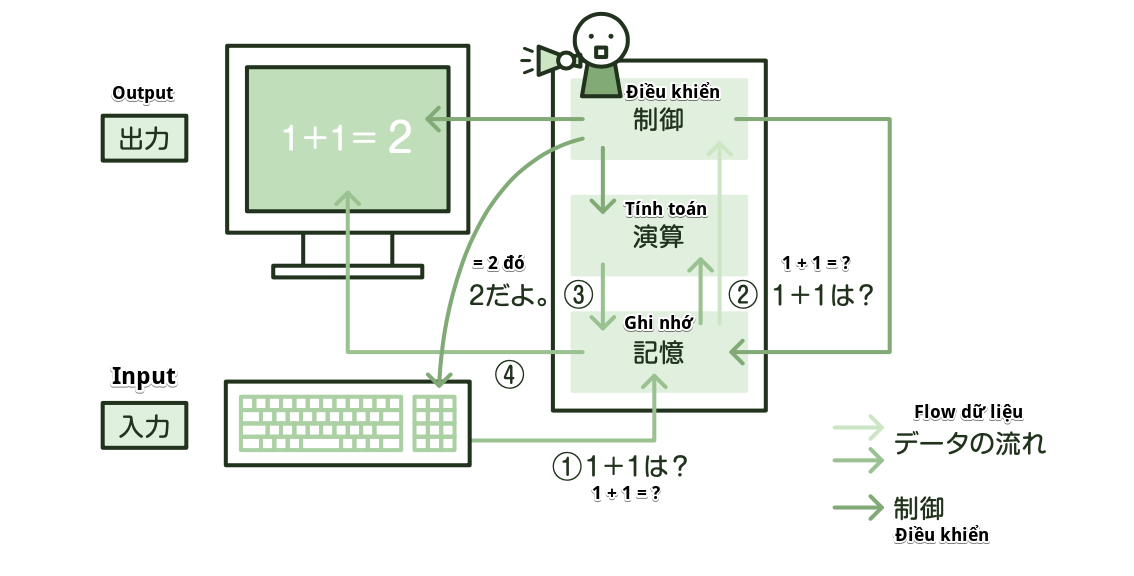 Output
出力
1+1= 2
Điều khiển
制御
Tính toán
演算
= 2 đó
2だよ。
③
②
1 + 1 = ?
1+1は?
Ghi nhớ
記憶
④
Input
入力
①1+1は?
1 + 1 = ?
Flow dữ liệu
データの流れ
制御
Điều khiển